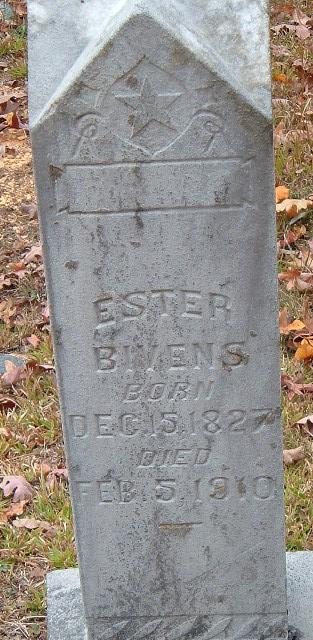 ESTER
BIVENS
BORN
DEC 15, 1827
DIED
FEB. 5, 1910